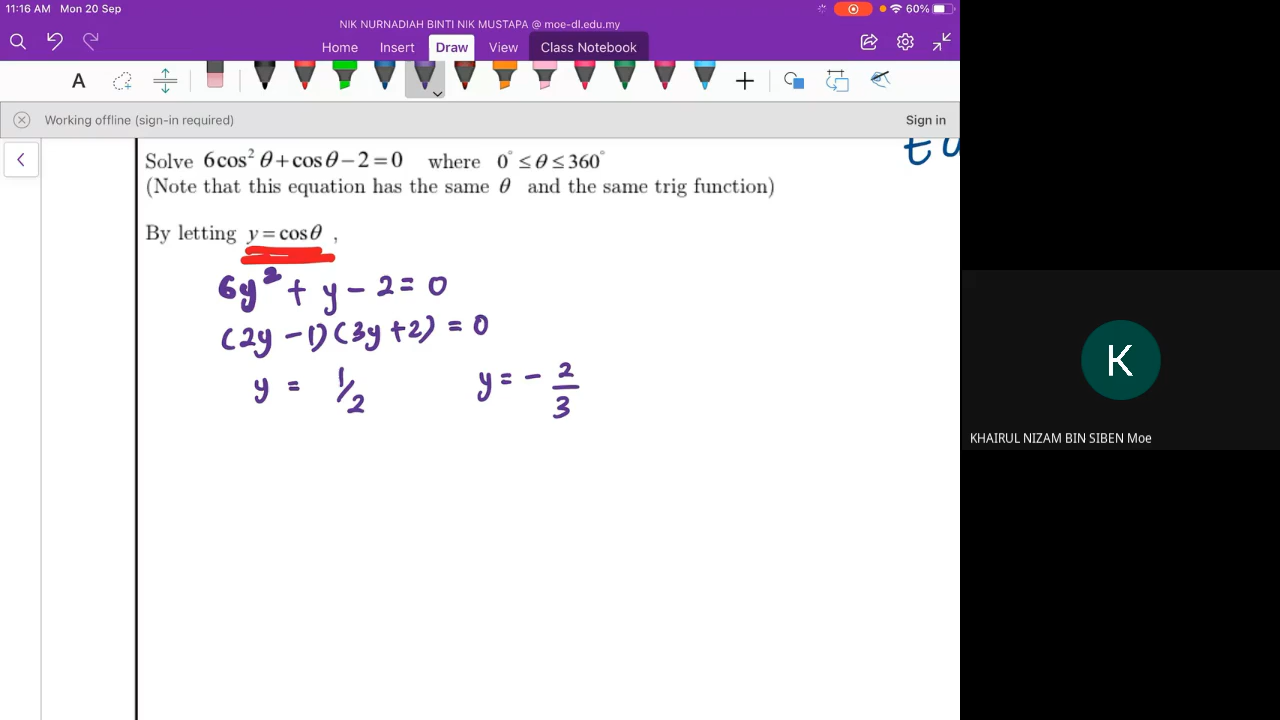 11:16 AM Mon 20 Sep
60%
NIK NURNADIAH BINTI NIK MUSTAPA @ moe-dl.edu.my
Home Insert Draw View Class Notebook
A
Working offline (sign-in required) Sign in
Solve 6cos² θ+cosθ−2=0 where 0° ≤θ≤360°
(Note that this equation has the same θ and the same trig function)
By letting y=cosθ ,
6y² + y − 2 = 0
(2y − 1)(3y + 2) = 0
y = 1/2 y = − 2/3
K
KHAIRUL NIZAM BIN SIBEN Moe